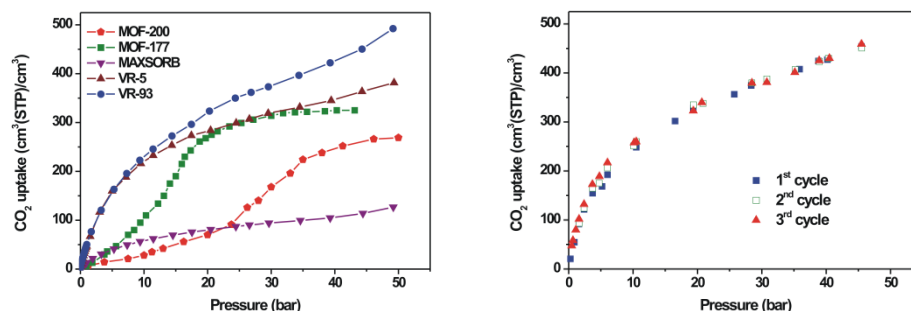 500
400
300
200
100
0
CO₂ uptake (cm³(STP)/cm³)
MOF-200
MOF-177
MAXSORB
VR-5
VR-93
0 10 20 30 40 50
Pressure (bar)
500
400
300
200
100
0
CO₂ uptake (cm³(STP)/cm³)
1st cycle
2nd cycle
3rd cycle
0 10 20 30 40 50
Pressure (bar)